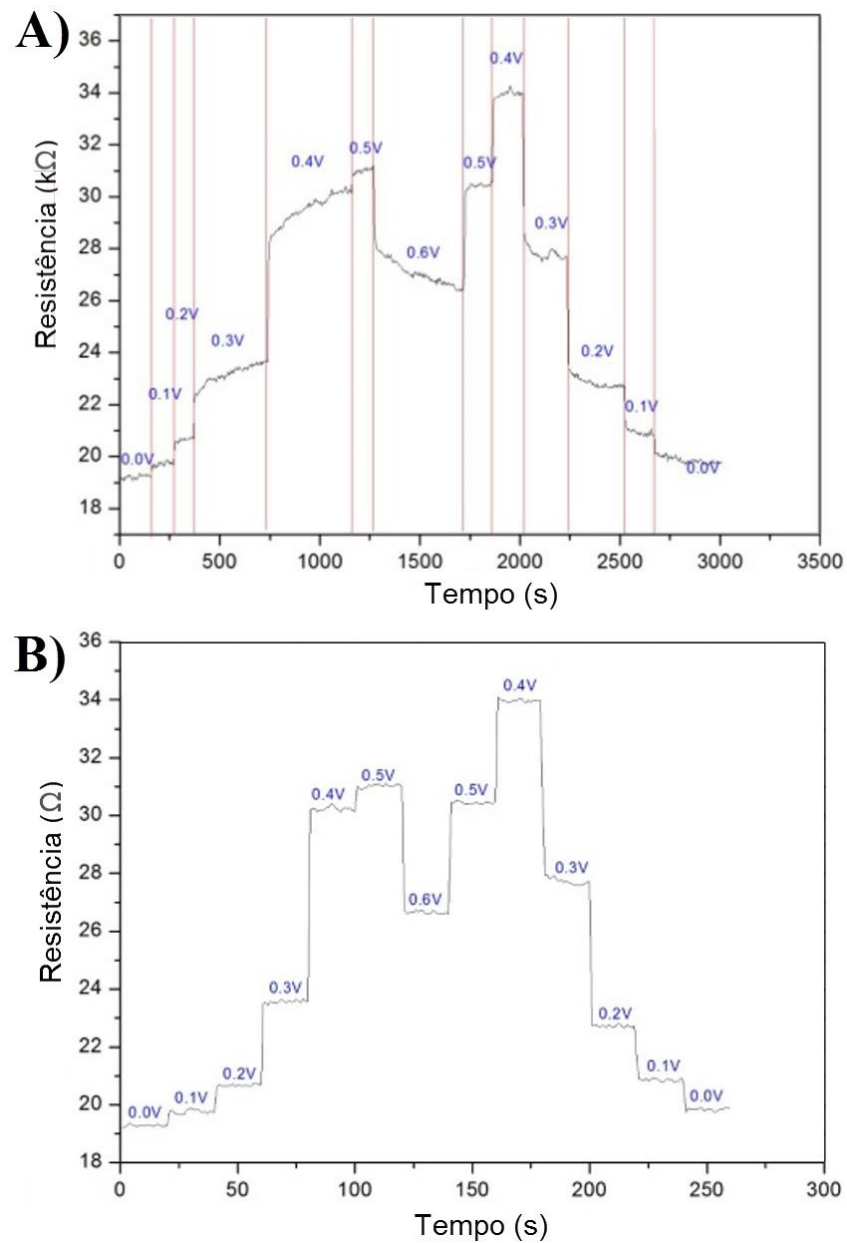 A)
36
34
32
30
28
26
24
22
20
18
Resistência (kΩ)
0.0V
0.1V
0.2V
0.3V
0.4V
0.5V
0.6V
0.5V
0.4V
0.3V
0.2V
0.1V
0.0V
0
500
1000
1500
2000
2500
3000
3500
Tempo (s)
B)
36
34
32
30
28
26
24
22
20
18
Resistência (Ω)
0.0V
0.1V
0.2V
0.3V
0.4V
0.5V
0.6V
0.5V
0.4V
0.3V
0.2V
0.1V
0.0V
0
50
100
150
200
250
300
Tempo (s)